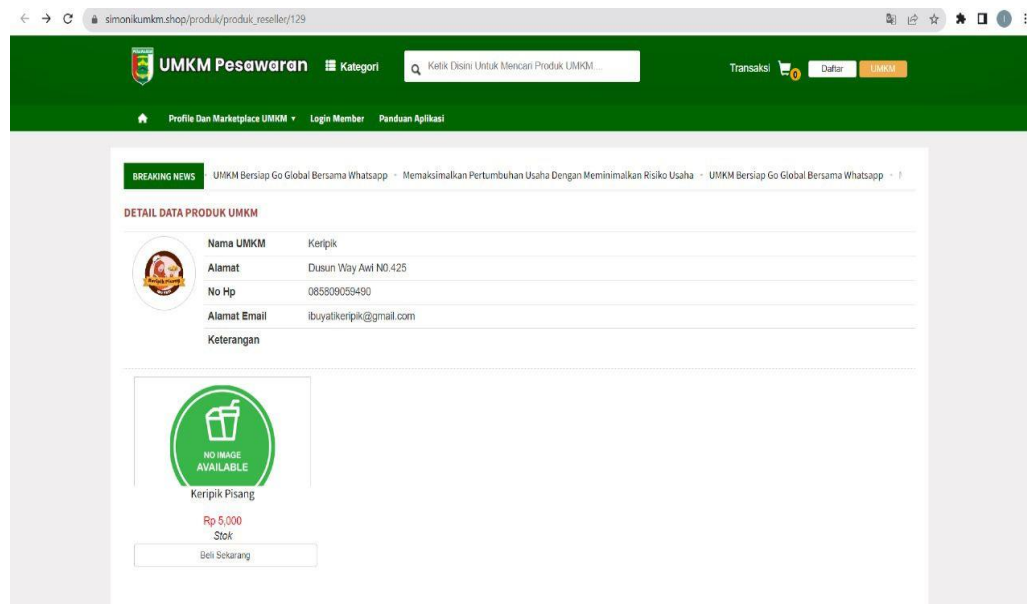 simonikumkm.shop/produk/produk_reseller/129
UMKM Pesawaran
Kategori
Ketik Disini Untuk Mencari Produk UMKM...
Transaksi
0
Daftar
UMKM
Profile Dan Marketplace UMKM
Login Member
Panduan Aplikasi
BREAKING NEWS
UMKM Bersiap Go Global Bersama Whatsapp
Memaksimalkan Pertumbuhan Usaha Dengan Meminimalkan Risiko Usaha
UMKM Bersiap Go Global Bersama Whatsapp
DETAIL DATA PRODUK UMKM
Nama UMKM Keripik
Alamat Dusun Way Awi N0.425
No Hp 085809059490
Alamat Email ibuyatikeripik@gmail.com
Keterangan
Keripik Pisang
NO IMAGE
AVAILABLE
Keripik Pisang
Rp 5,000
Stok
Beli Sekarang